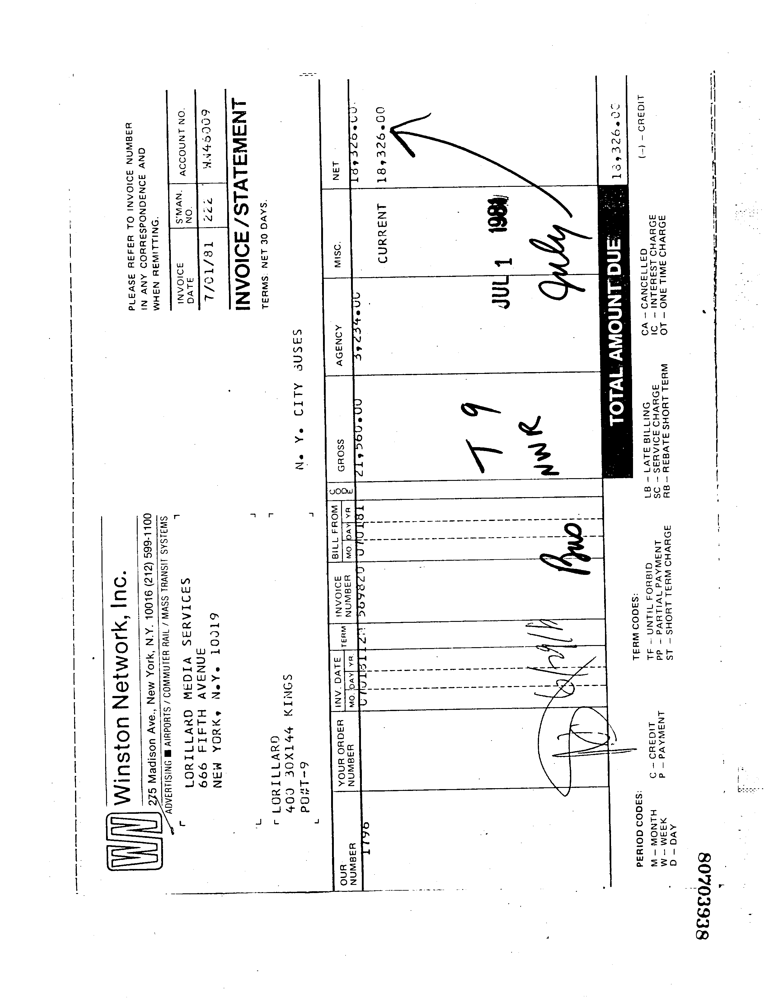 WN Winston Network, Inc.
275 Madison Ave., New York, N.Y. 10016 (212) 599-1100
ADVERTISING ■ AIRPORTS / COMMUTER RAIL / MASS TRANSIT SYSTEMS
PLEASE REFER TO INVOICE NUMBER
IN ANY CORRESPONDENCE AND
WHEN REMITTING.
INVOICE DATE S'MAN. NO. ACCOUNT NO.
7/01/81 222 WN46009
INVOICE/STATEMENT
TERMS NET 30 DAYS.
LORILLARD MEDIA SERVICES
666 FIFTH AVENUE
NEW YORK, N.Y. 10019
LORILLARD
400 30X144 KINGS
PO#T-9
N. Y. CITY BUSES
OUR NUMBER YOUR ORDER NUMBER INV. DATE MO. DAY YR. TERM INVOICE NUMBER BILL FROM MO. DAY YR. CODE GROSS AGENCY MISC. NET
1796 070181 569820 070181 21,560.00 3,234.00 18,326.00
CURRENT 18,326.00
JUL 1 1981
T 9
NWR
July
TOTAL AMOUNT DUE 18,326.00
PERIOD CODES:
M – MONTH C – CREDIT
W – WEEK P – PAYMENT
D – DAY
TERM CODES:
TF – UNTIL FORBID LB – LATE BILLING CA – CANCELLED (–) – CREDIT
PP – PARTIAL PAYMENT SC – SERVICE CHARGE IC – INTEREST CHARGE
ST – SHORT TERM CHARGE RB – REBATE SHORT TERM OT – ONE TIME CHARGE
80703938